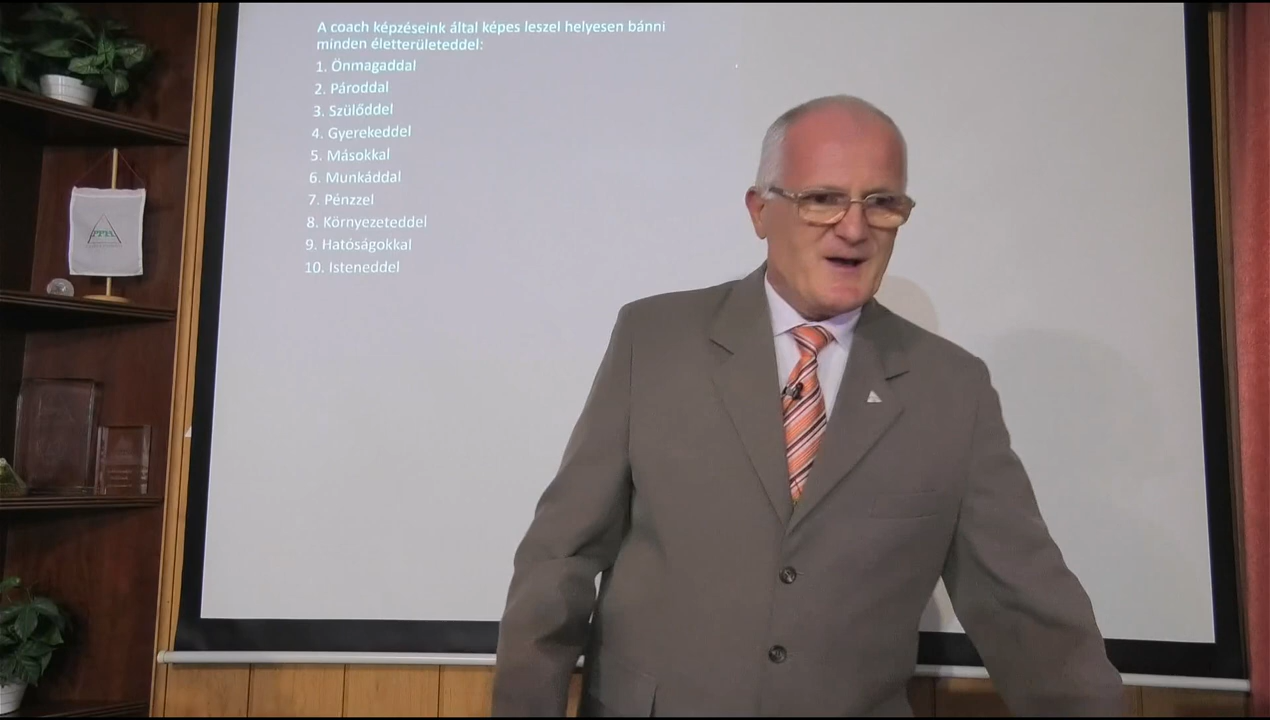 A coach képzéseink által képes leszel helyesen bánni
minden életterületeddel:
1. Önmagaddal
2. Pároddal
3. Szülőddel
4. Gyerekeddel
5. Másokkal
6. Munkáddal
7. Pénzzel
8. Környezeteddel
9. Hatóságokkal
10. Isteneddel